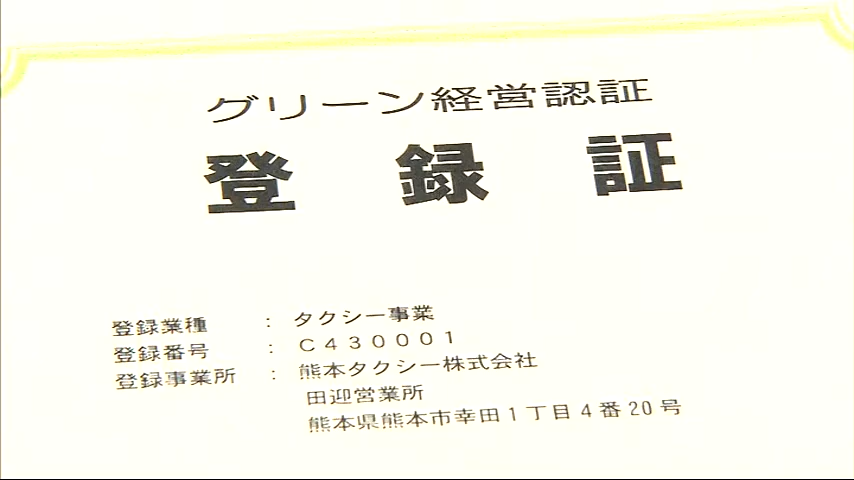 グリーン経営認証
登録証
登録業種 : タクシー事業
登録番号 : C430001
登録事業所 : 熊本タクシー株式会社
田迎営業所
熊本県熊本市幸田1丁目4番20号